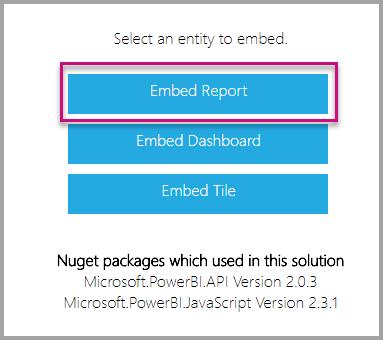 Select an entity to embed.
Embed Report
Embed Dashboard
Embed Tile
Nuget packages which used in this solution
Microsoft.PowerBI.API Version 2.0.3
Microsoft.PowerBI.JavaScript Version 2.3.1